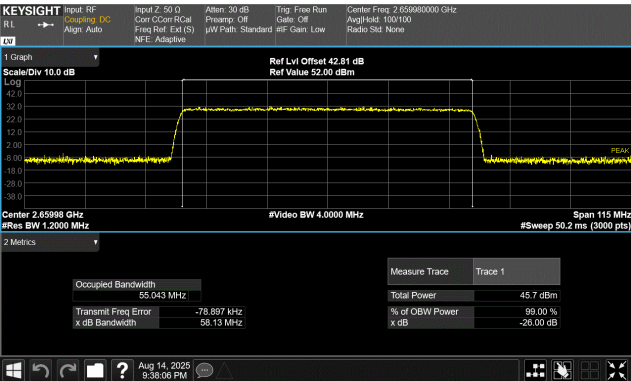 KEYSIGHT Input: RF Input Z: 50 Ω Atten: 30 dB Trig: Free Run Center Freq: 2.659980000 GHz
RL Coupling: DC Corr CCorr RCal Preamp: Off Gate: Off Avg|Hold: 100/100
Align: Auto Freq Ref: Ext (S) µW Path: Standard #IF Gain: Low Radio Std: None
LXI NFE: Adaptive
1 Graph
Scale/Div 10.0 dB
Ref Lvl Offset 42.81 dB
Ref Value 52.00 dBm
Log
42.0
32.0
22.0
12.0
2.00
-8.00
-18.0
-28.0
-38.0
PEAK
Center 2.65998 GHz #Video BW 4.0000 MHz Span 115 MHz
#Res BW 1.2000 MHz #Sweep 50.2 ms (3000 pts)
2 Metrics
Measure Trace Trace 1
Occupied Bandwidth
55.043 MHz
Total Power 45.7 dBm
Transmit Freq Error -78.897 kHz
% of OBW Power 99.00 %
x dB Bandwidth 58.13 MHz
x dB -26.00 dB
?
Aug 14, 2025
9:38:06 PM